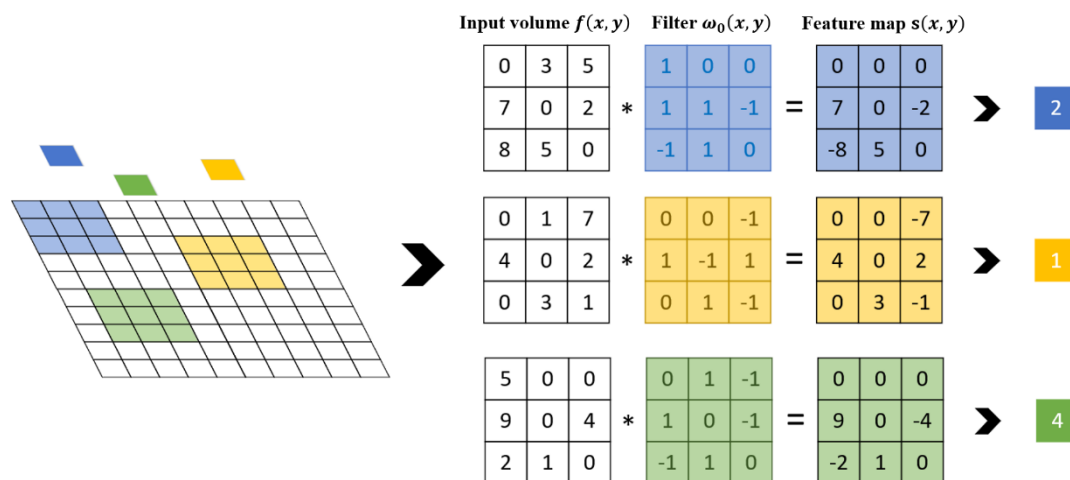 Input volume f(x, y) Filter ω₀(x, y) Feature map s(x, y)
0 3 5 1 0 0 0 0 0
7 0 2 * 1 1 -1 = 7 0 -2 2
8 5 0 -1 1 0 -8 5 0
0 1 7 0 0 -1 0 0 -7
4 0 2 * 1 -1 1 = 4 0 2 1
0 3 1 0 1 -1 0 3 -1
5 0 0 0 1 -1 0 0 0
9 0 4 * 1 0 -1 = 9 0 -4 4
2 1 0 -1 1 0 -2 1 0